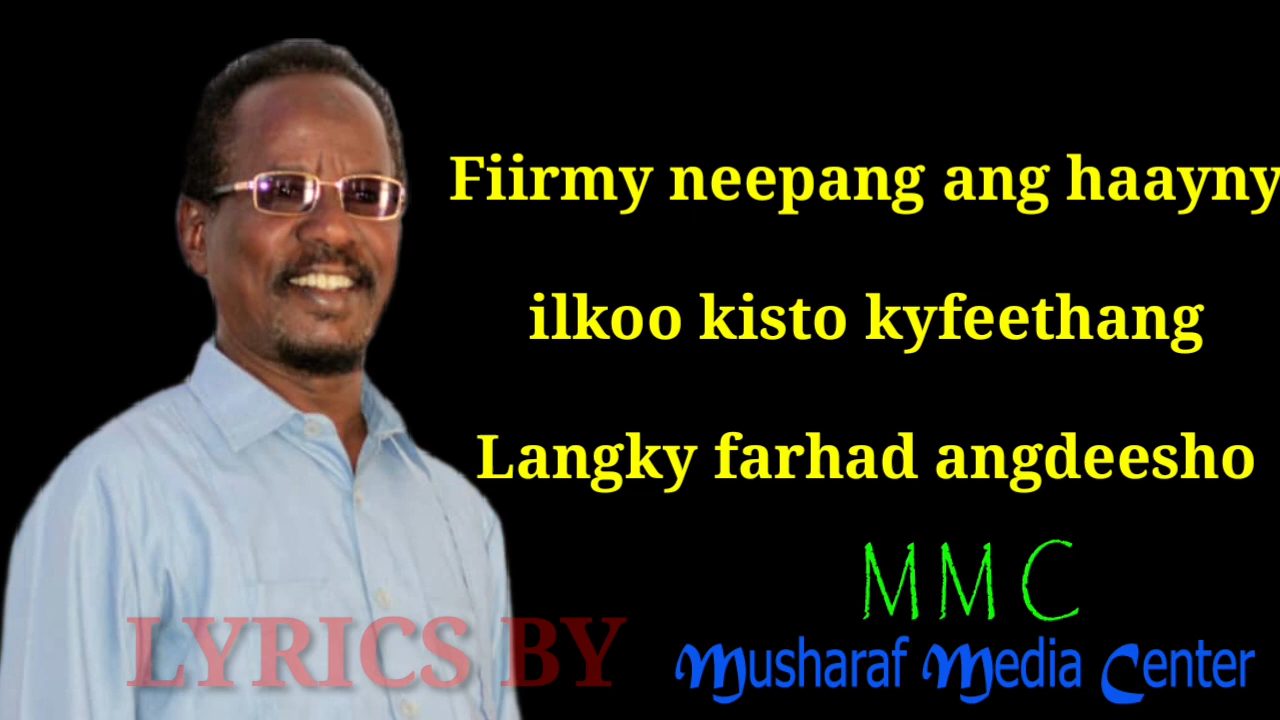 Fiirmy neepang ang haayny
ilkoo kisto kyfeethang
Langky farhad angdeesho
MMC
LYRICS BY
Musharaf Media Center